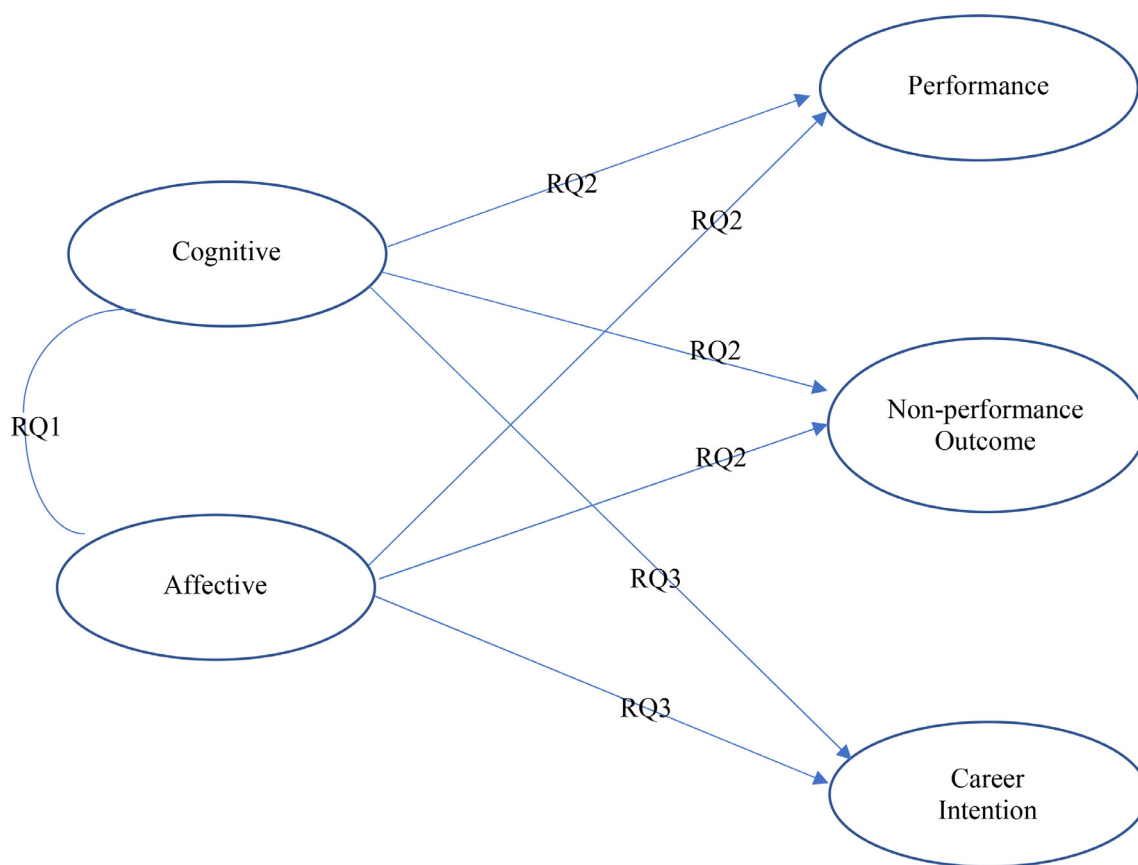 Performance
RQ2
RQ2
Cognitive
RQ2
Non-performance
Outcome
RQ1
RQ2
Affective
RQ3
RQ3
Career
Intention